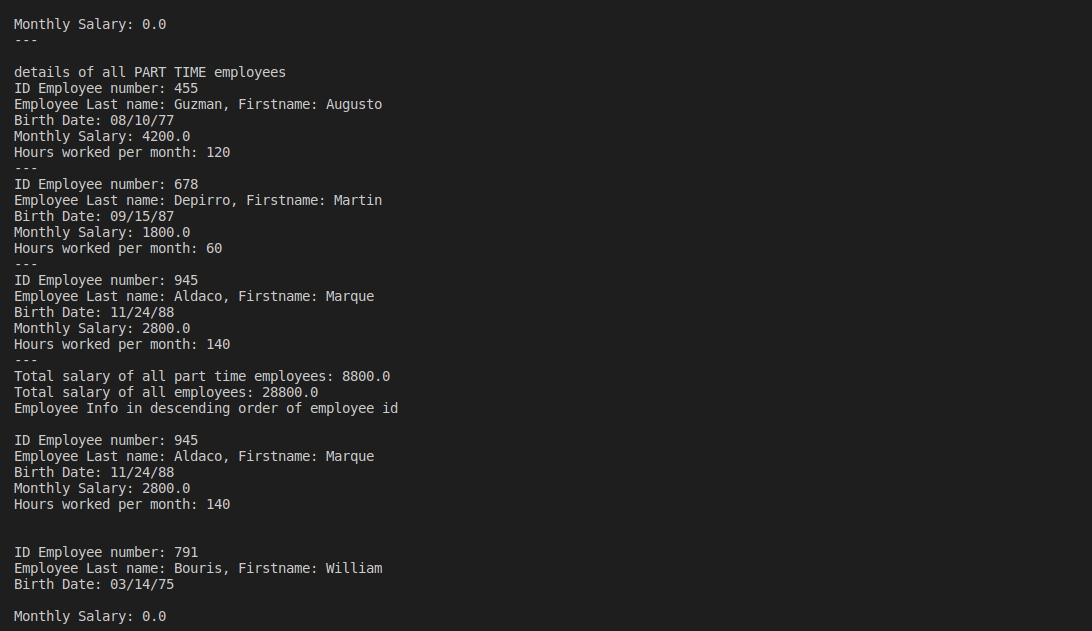 Monthly Salary: 0.0
---
details of all PART TIME employees
ID Employee number: 455
Employee Last name: Guzman, Firstname: Augusto
Birth Date: 08/10/77
Monthly Salary: 4200.0
Hours worked per month: 120
---
ID Employee number: 678
Employee Last name: Depirro, Firstname: Martin
Birth Date: 09/15/87
Monthly Salary: 1800.0
Hours worked per month: 60
---
ID Employee number: 945
Employee Last name: Aldaco, Firstname: Marque
Birth Date: 11/24/88
Monthly Salary: 2800.0
Hours worked per month: 140
---
Total salary of all part time employees: 8800.0
Total salary of all employees: 28800.0
Employee Info in descending order of employee id
ID Employee number: 945
Employee Last name: Aldaco, Firstname: Marque
Birth Date: 11/24/88
Monthly Salary: 2800.0
Hours worked per month: 140
ID Employee number: 791
Employee Last name: Bouris, Firstname: William
Birth Date: 03/14/75
Monthly Salary: 0.0